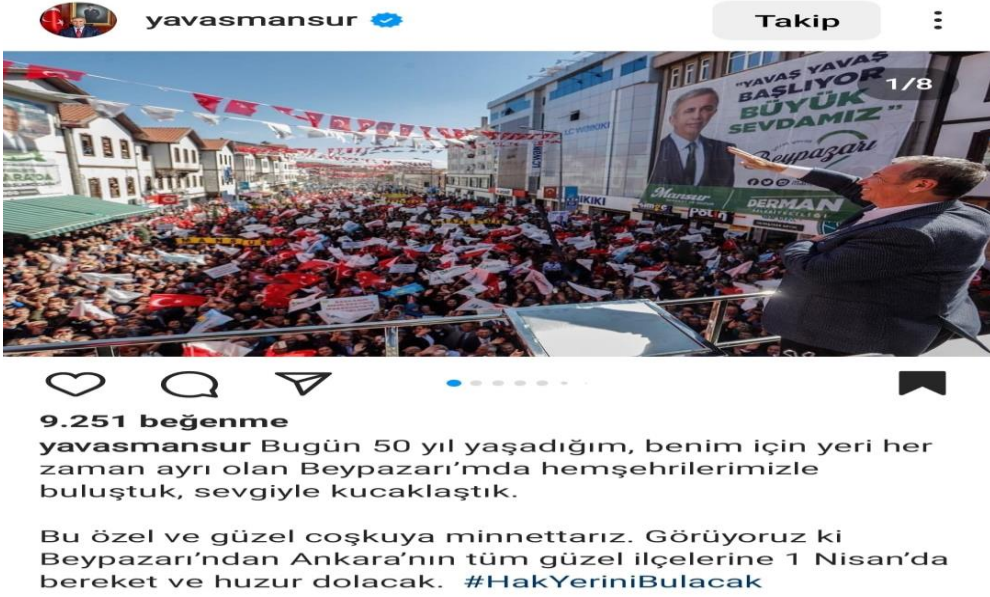 yavasmansur
Takip
1/8
"YAVAŞ YAVAŞ
BAŞLIYOR
BÜYÜK
SEVDAMIZ"
Beypazarı
Mansur
DERMAN
LC WAIKIKI
9.251 beğenme
yavasmansur Bugün 50 yıl yaşadığım, benim için yeri her
zaman ayrı olan Beypazarı'mda hemşehrilerimizle
buluştuk, sevgiyle kucaklaştık.
Bu özel ve güzel coşkuya minnettarız. Görüyoruz ki
Beypazarı'ndan Ankara'nın tüm güzel ilçelerine 1 Nisan'da
bereket ve huzur dolacak. #HakYeriniBulacak